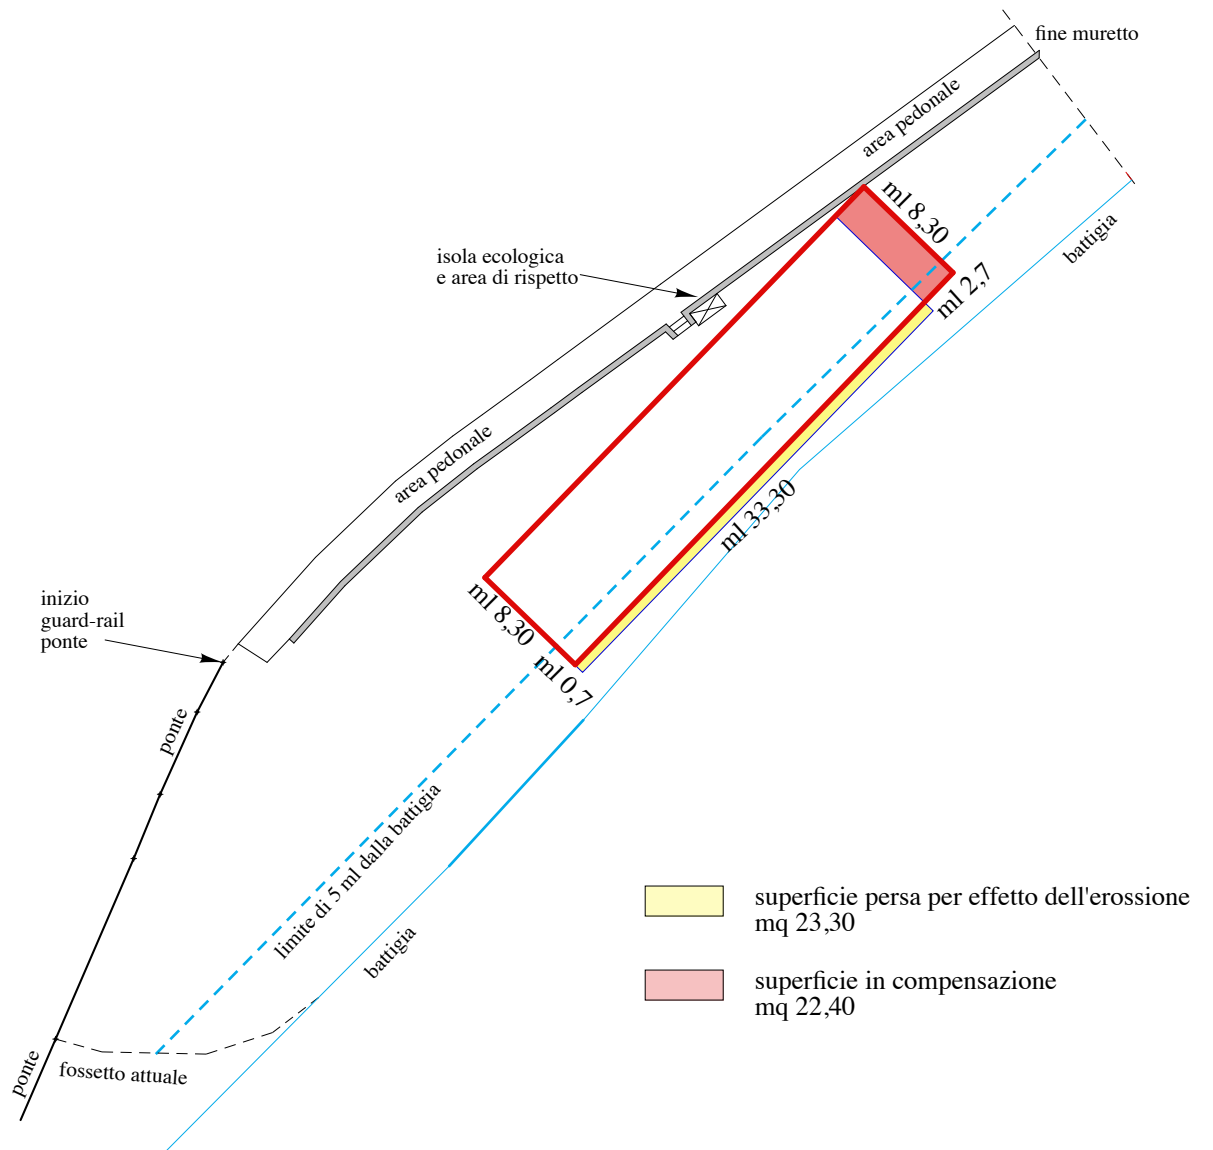 fine muretto
area pedonale
ml 8,30
battigia
isola ecologica
e area di rispetto
ml 2,7
area pedonale
ml 33,30
inizio
guard-rail
ponte
ml 8,30
ml 0,7
ponte
limite di 5 ml dalla battigia
battigia
superficie persa per effetto dell'erossione
mq 23,30
superficie in compensazione
mq 22,40
ponte
fossetto attuale